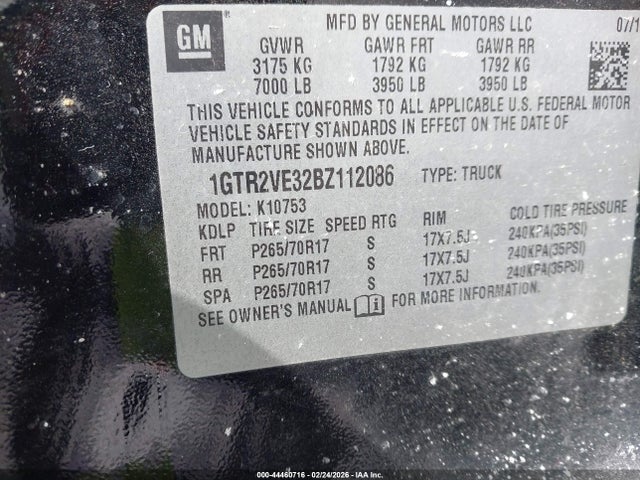 GM
MFD BY GENERAL MOTORS LLC 07/1
GVWR GAWR FRT GAWR RR
3175 KG 1792 KG 1792 KG
7000 LB 3950 LB 3950 LB
THIS VEHICLE CONFORMS TO ALL APPLICABLE U.S. FEDERAL MOTOR
VEHICLE SAFETY STANDARDS IN EFFECT ON THE DATE OF
MANUFACTURE SHOWN ABOVE.
1GTR2VE32BZ112086 TYPE: TRUCK
MODEL: K10753
KDLP TIRE SIZE SPEED RTG RIM COLD TIRE PRESSURE
FRT P265/70R17 S 17X7.5J 240KPA(35PSI)
RR P265/70R17 S 17X7.5J 240KPA(35PSI)
SPA P265/70R17 S 17X7.5J 240KPA(35PSI)
SEE OWNER'S MANUAL FOR MORE INFORMATION.
000-44460716 - 02/24/2026 - IAAI.COM